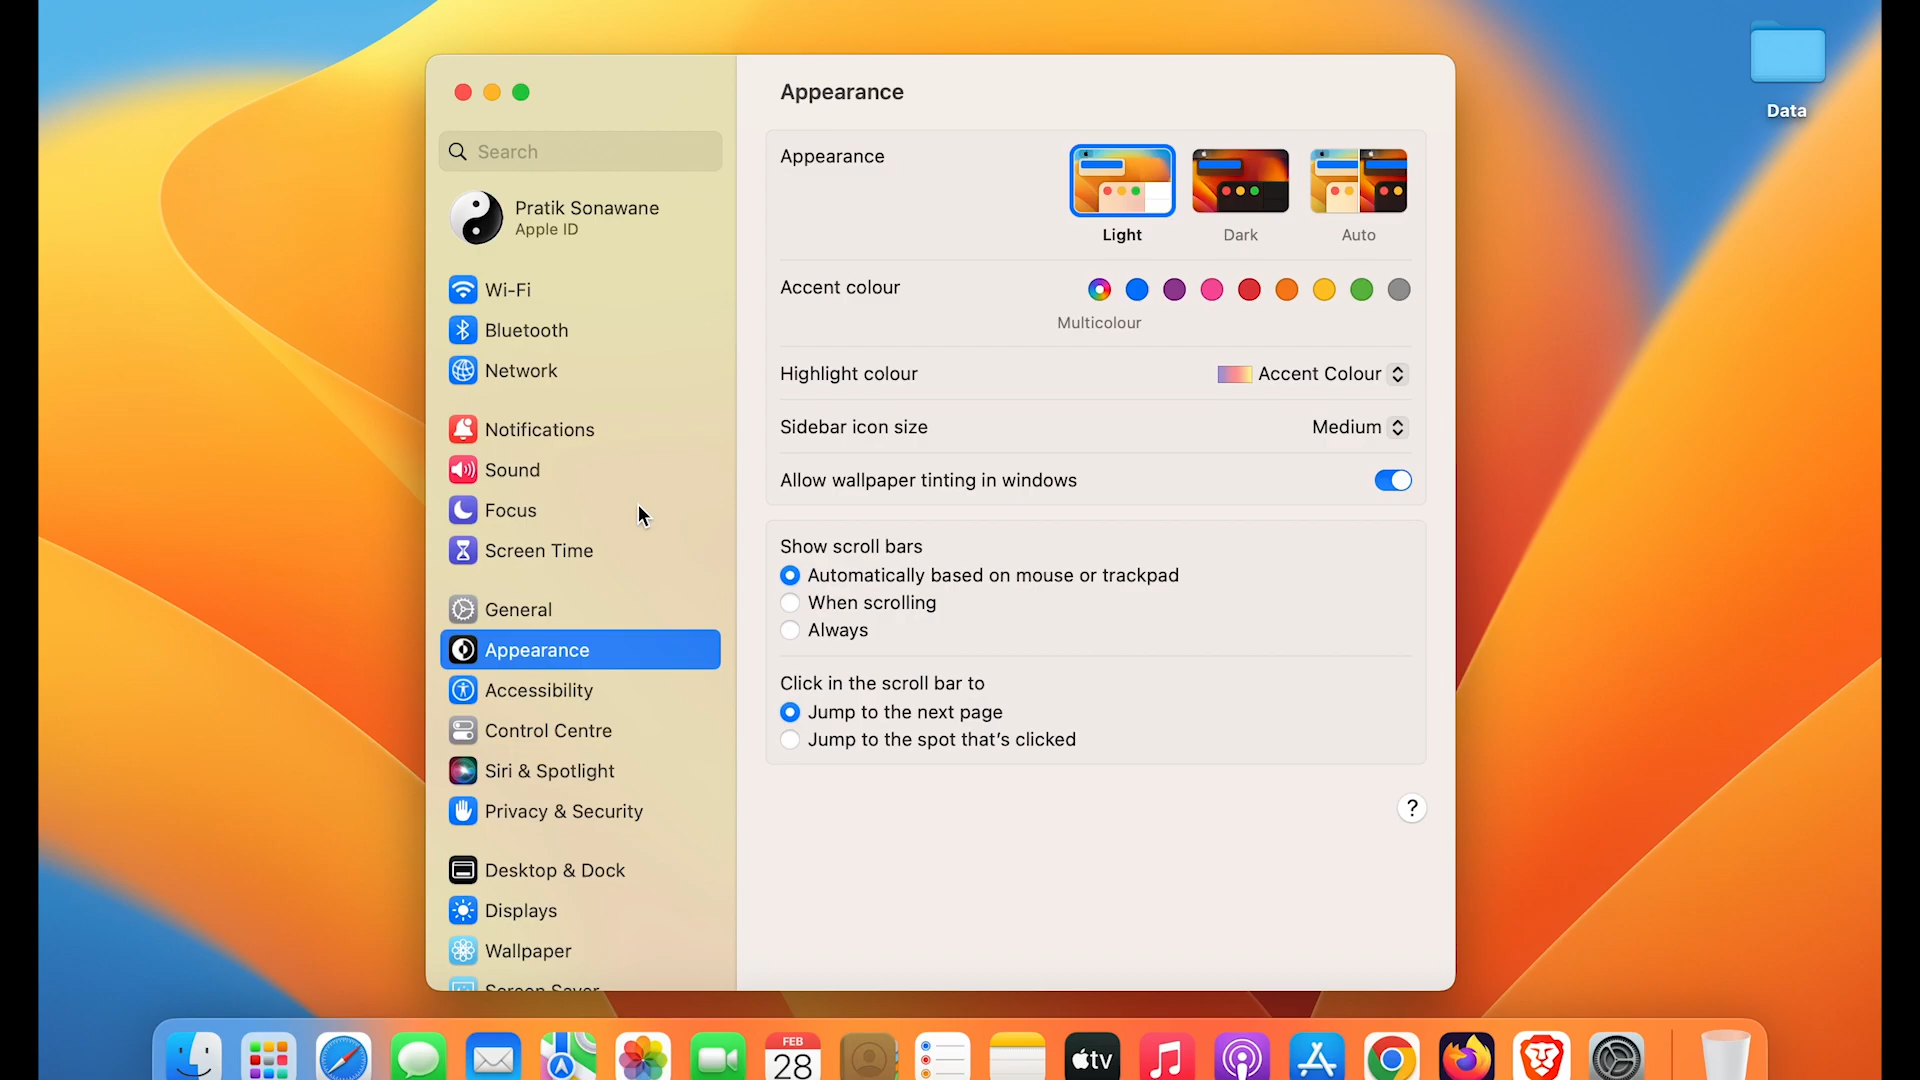 Data
Search
Pratik Sonawane
Apple ID
Wi-Fi
Bluetooth
Network
Notifications
Sound
Focus
Screen Time
General
Appearance
Accessibility
Control Centre
Siri & Spotlight
Privacy & Security
Desktop & Dock
Displays
Wallpaper
Screen Saver
Appearance
Appearance
Light
Dark
Auto
Accent colour
Multicolour
Highlight colour
Accent Colour
Sidebar icon size
Medium
Allow wallpaper tinting in windows
Show scroll bars
Automatically based on mouse or trackpad
When scrolling
Always
Click in the scroll bar to
Jump to the next page
Jump to the spot that's clicked
?
FEB
28
tv